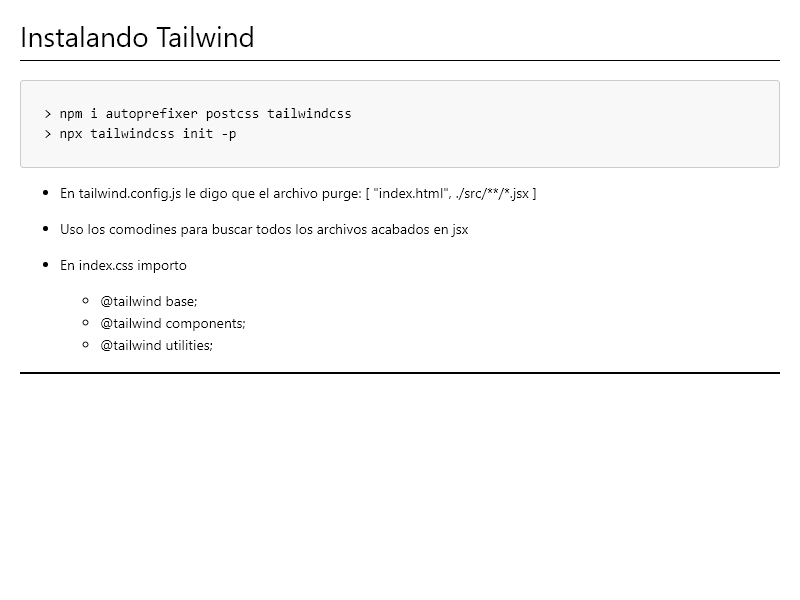 Instalando Tailwind
> npm i autoprefixer postcss tailwindcss
> npx tailwindcss init -p
En tailwind.config.js le digo que el archivo purge: [ "index.html", ./src/**/*.jsx ]
Uso los comodines para buscar todos los archivos acabados en jsx
En index.css importo
@tailwind base;
@tailwind components;
@tailwind utilities;